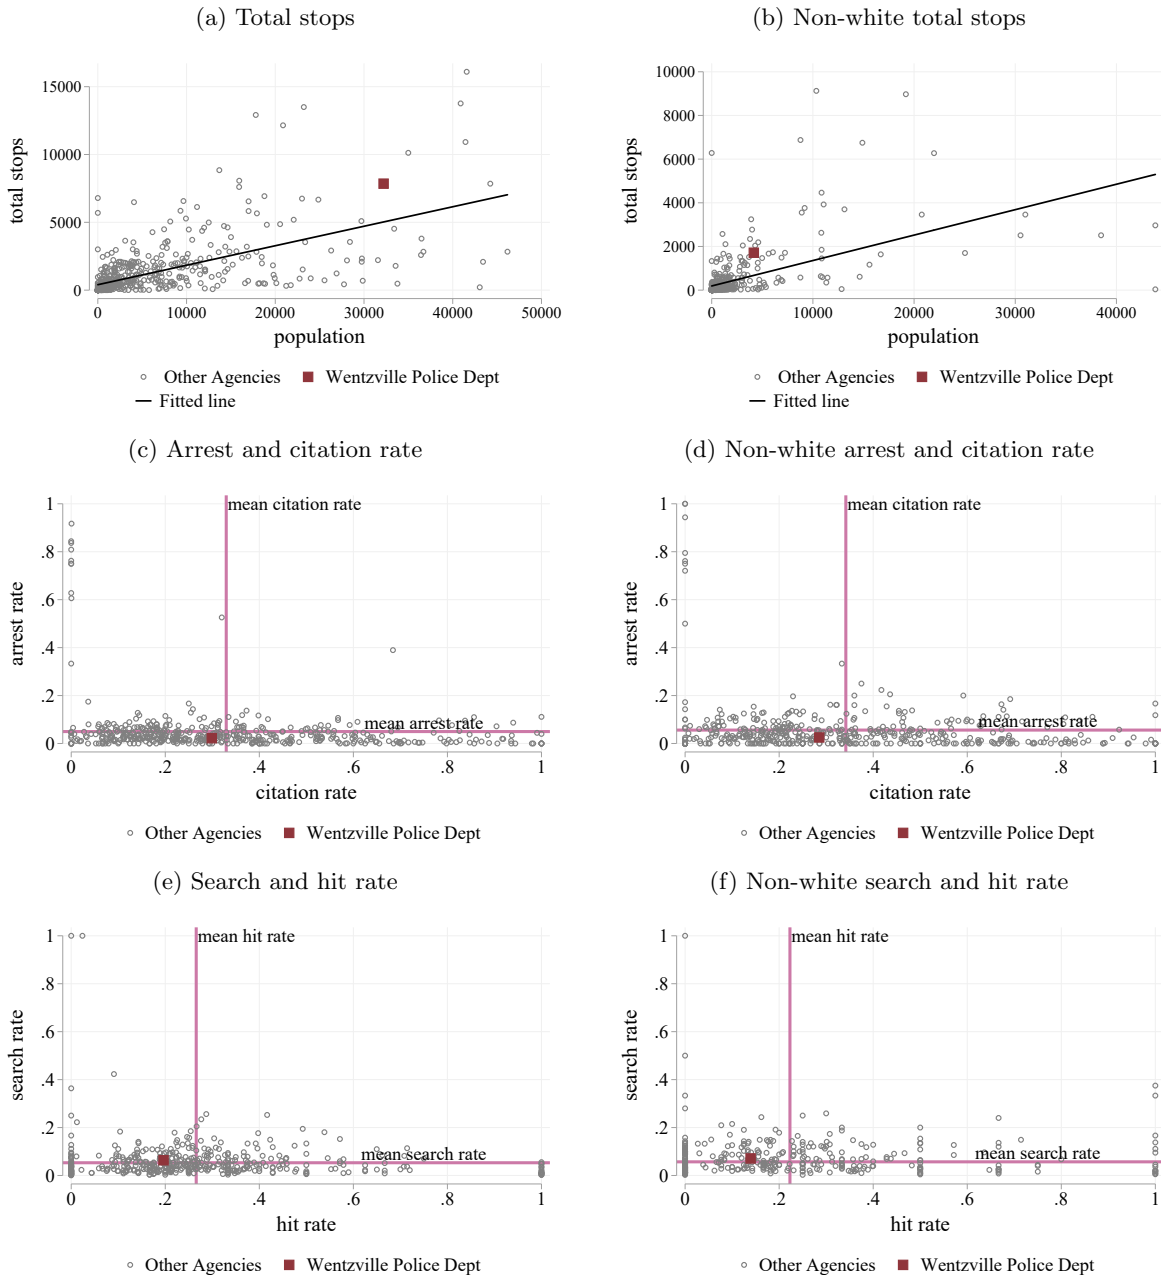 (a) Total stops
(b) Non-white total stops
total stops
15000
10000
5000
0
0 10000 20000 30000 40000 50000
population
Other Agencies Wentzville Police Dept
Fitted line
total stops
10000
8000
6000
4000
2000
0
0 10000 20000 30000 40000
population
Other Agencies Wentzville Police Dept
Fitted line
(c) Arrest and citation rate
(d) Non-white arrest and citation rate
arrest rate
1
.8
.6
.4
.2
0
mean citation rate
mean arrest rate
0 .2 .4 .6 .8 1
citation rate
Other Agencies Wentzville Police Dept
arrest rate
1
.8
.6
.4
.2
0
mean citation rate
mean arrest rate
0 .2 .4 .6 .8 1
citation rate
Other Agencies Wentzville Police Dept
(e) Search and hit rate
(f) Non-white search and hit rate
search rate
1
.8
.6
.4
.2
0
mean hit rate
mean search rate
0 .2 .4 .6 .8 1
hit rate
Other Agencies Wentzville Police Dept
search rate
1
.8
.6
.4
.2
0
mean hit rate
mean search rate
0 .2 .4 .6 .8 1
hit rate
Other Agencies Wentzville Police Dept